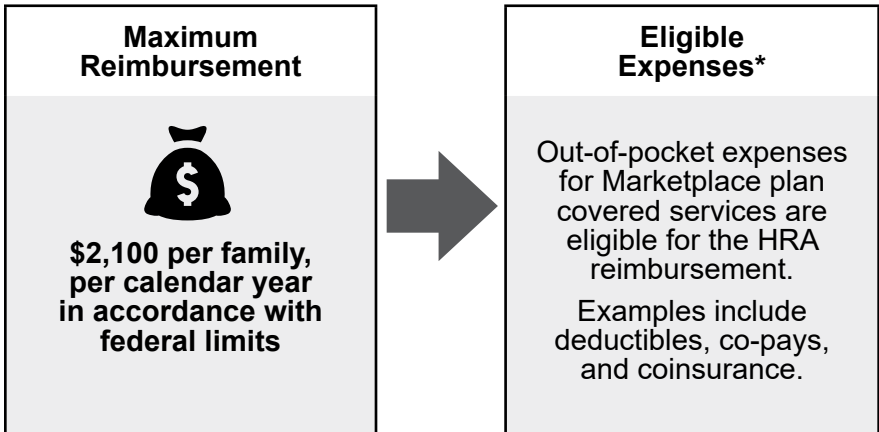 Maximum
Reimbursement
$
$2,100 per family,
per calendar year
in accordance with
federal limits
Eligible
Expenses*
Out-of-pocket expenses
for Marketplace plan
covered services are
eligible for the HRA
reimbursement.
Examples include
deductibles, co-pays,
and coinsurance.